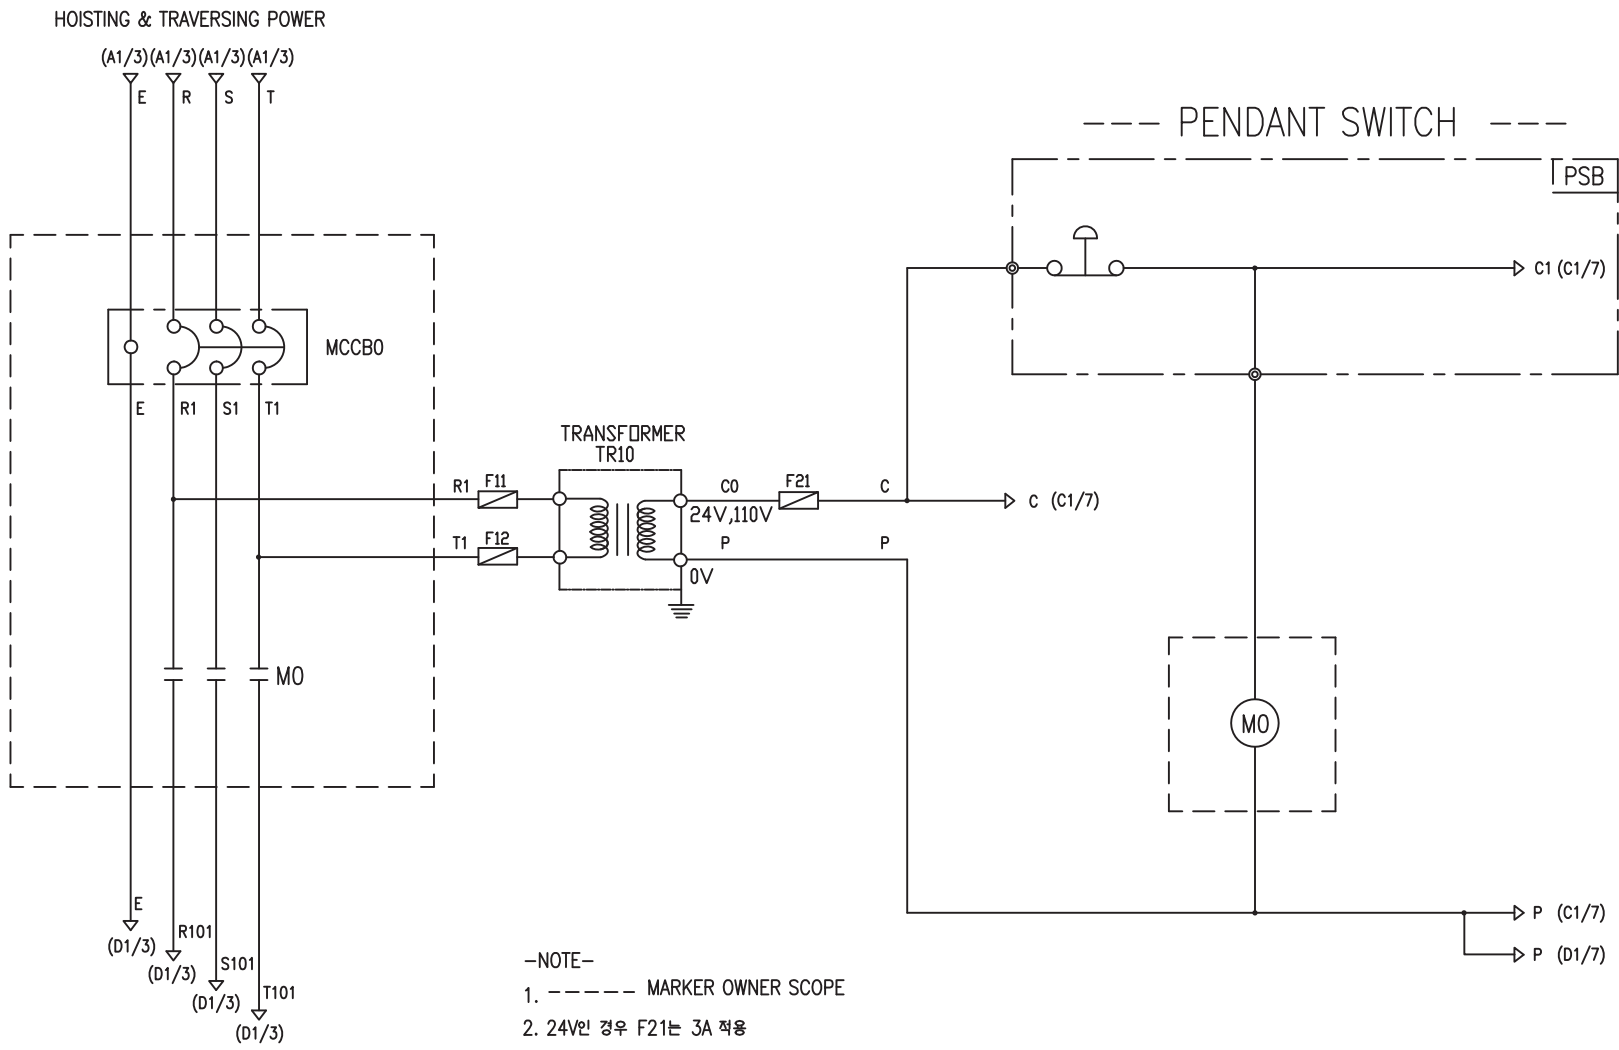 HOISTING & TRAVERSING POWER
(A1/3) (A1/3) (A1/3) (A1/3)
E R S T
PENDANT SWITCH
PSB
C1 (C1/7)
MCCB0
E R1 S1 T1
TRANSFORMER
TR10
R1 F11
C0 F21 C
24V,110V
C (C1/7)
T1 F12
P P
0V
M0
M0
E
(D1/3)
R101
(D1/3)
S101
(D1/3)
T101
(D1/3)
P (C1/7)
P (D1/7)
-NOTE-
1. ------ MARKER OWNER SCOPE
2. 24V인 경우 F21는 3A 적용